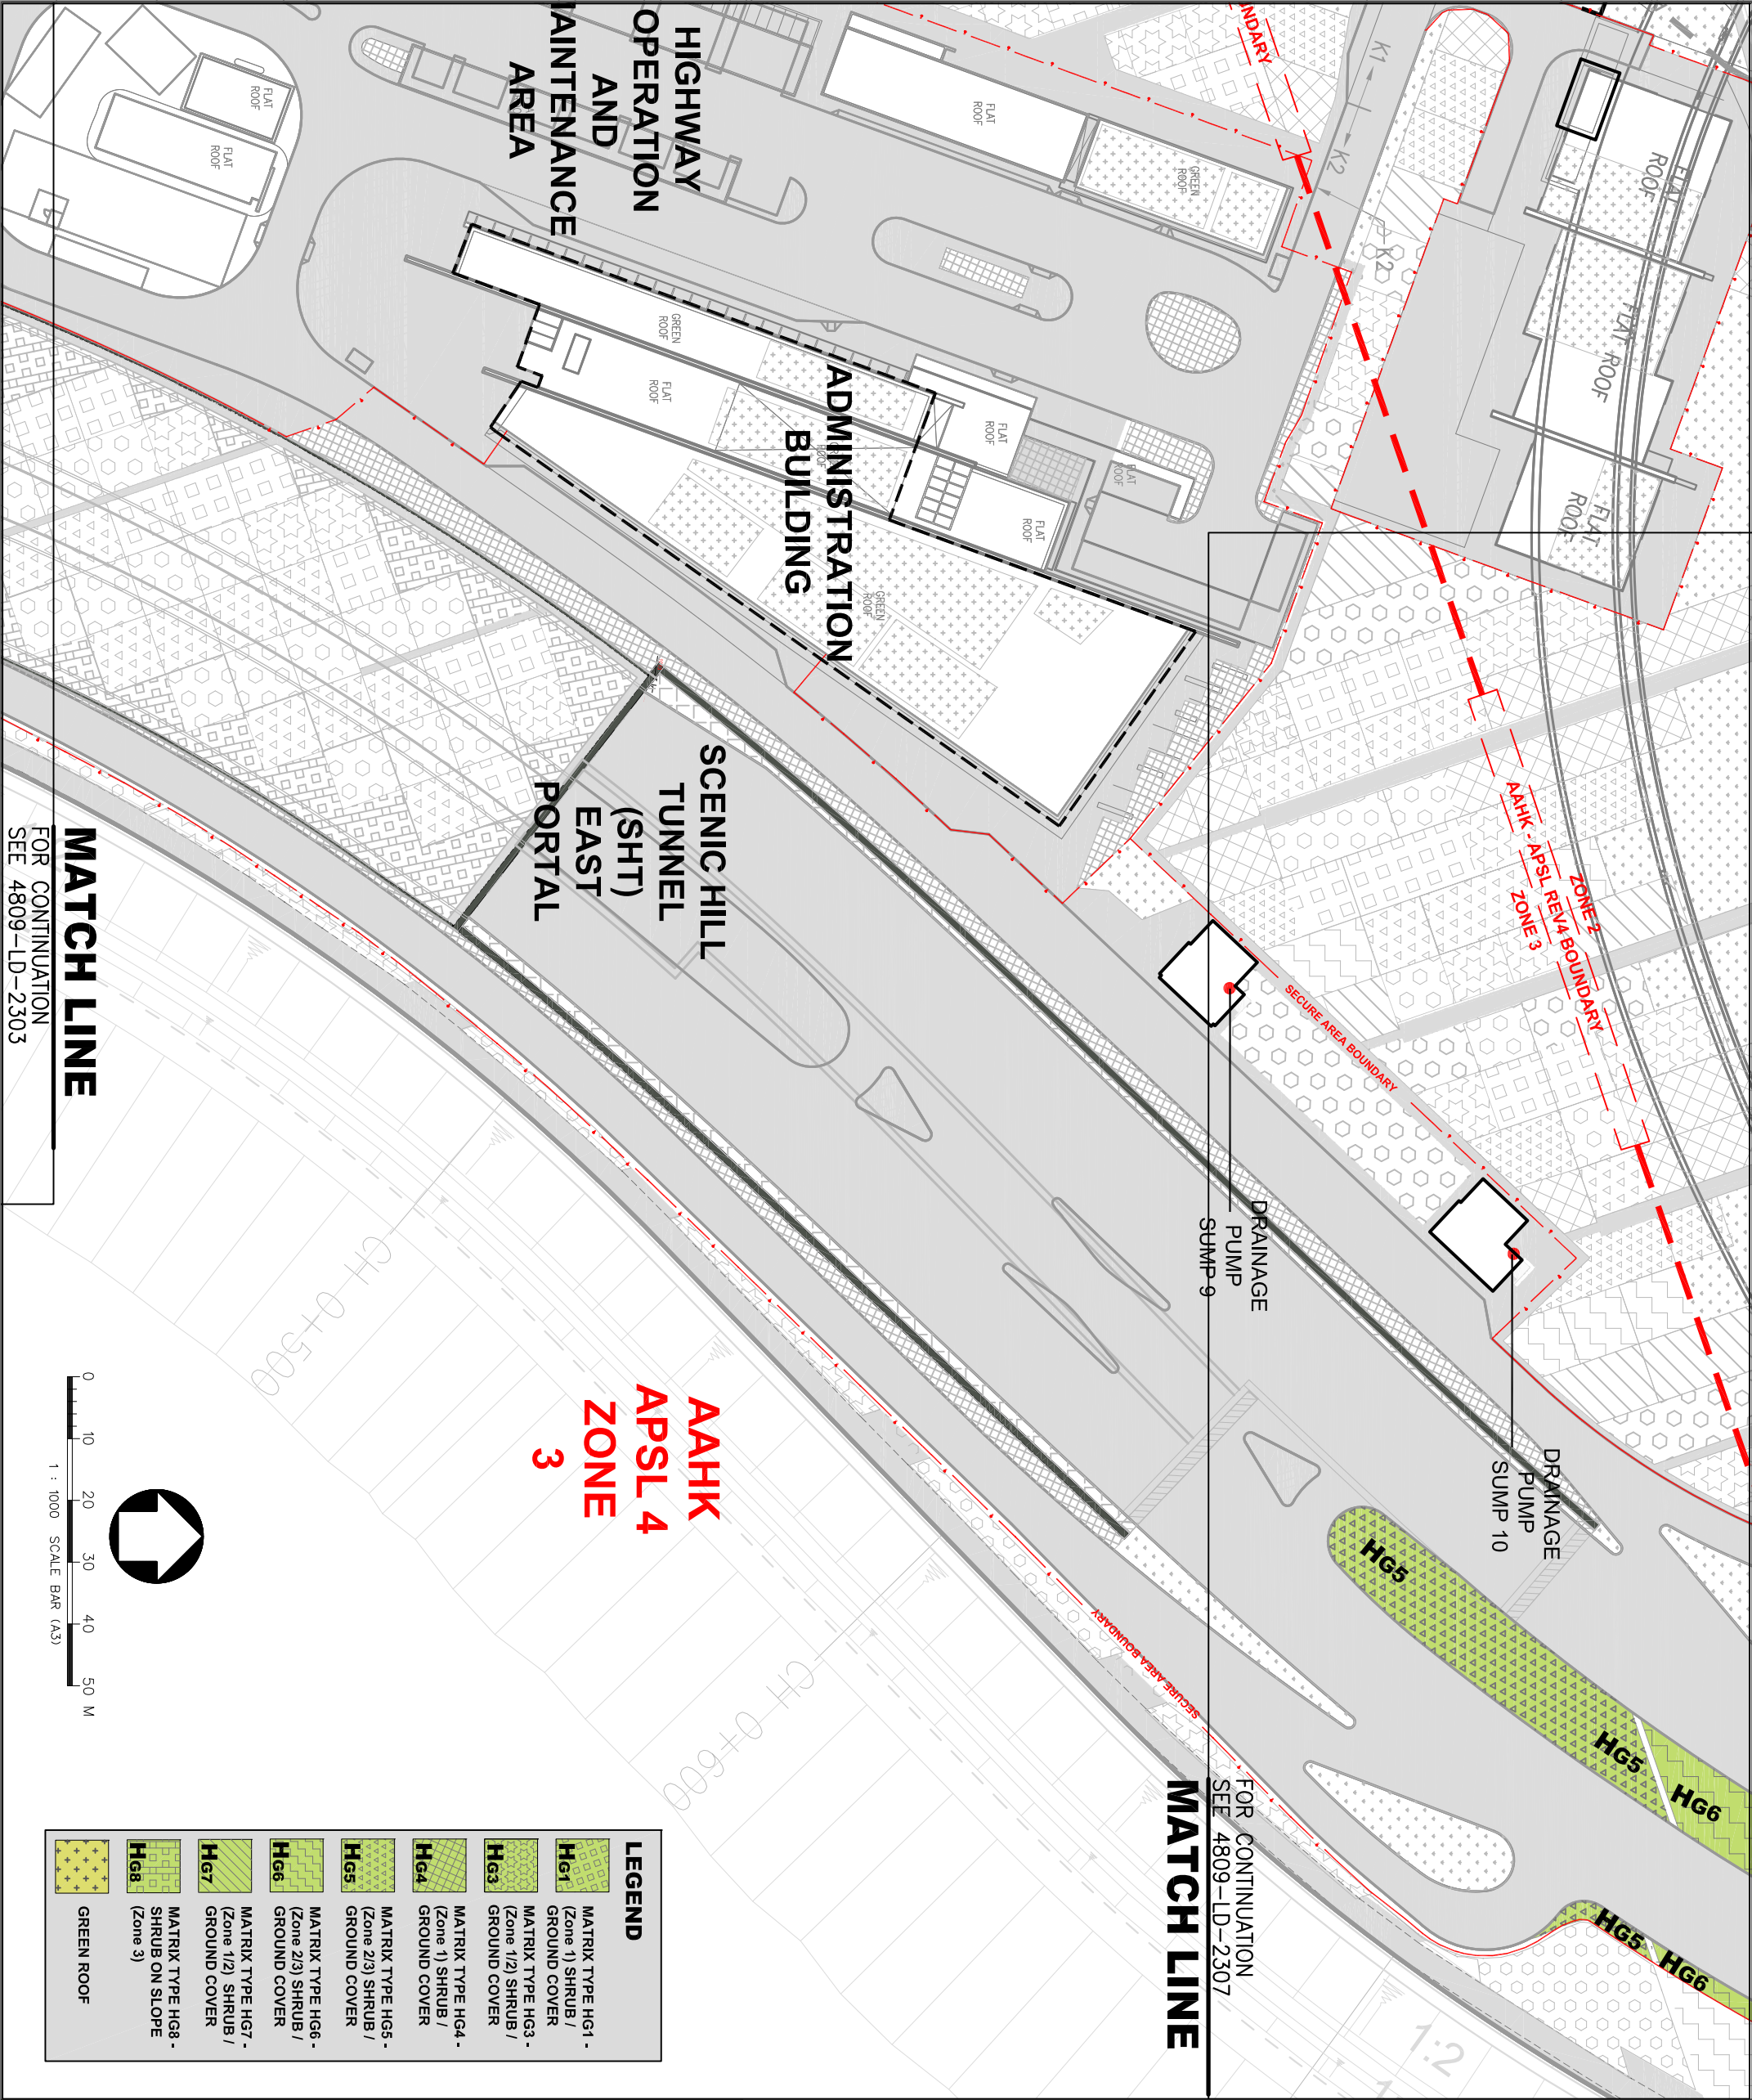 HIGHWAY
OPERATION
AND
MAINTENANCE
AREA
FLAT
ROOF
FLAT
ROOF
FLAT
ROOF
GREEN
ROOF
K1
K2
K2
FLAT
ROOF
FLAT ROOF
FLAT
ROOF
GREEN
ROOF
FLAT
ROOF
FLAT
ROOF
FLAT
ROOF
FLAT
ROOF
GREEN
ROOF
ADMINISTRATION
BUILDING
SCENIC HILL
TUNNEL
(SHT)
EAST
PORTAL
ZONE 2
AAHK - APSL REV4 BOUNDARY
ZONE 3
SECURE AREA BOUNDARY
DRAINAGE
PUMP
SUMP 9
DRAINAGE
PUMP
SUMP 10
MATCH LINE
FOR CONTINUATION
SEE 4809-LD-2303
CH 0+500
CH 0+600
AAHK
APSL 4
ZONE
3
SECURE AREA BOUNDARY
HG5
HG5
HG6
HG5
HG6
FOR CONTINUATION
SEE 4809-LD-2307
MATCH LINE
1:2
0 10 20 30 40 50 M
1 : 1000 SCALE BAR (A3)
LEGEND
HG1
MATRIX TYPE HG1 -
(Zone 1) SHRUB /
GROUND COVER
HG3
MATRIX TYPE HG3 -
(Zone 1/2) SHRUB /
GROUND COVER
HG4
MATRIX TYPE HG4 -
(Zone 1) SHRUB /
GROUND COVER
HG5
MATRIX TYPE HG5 -
(Zone 2/3) SHRUB /
GROUND COVER
HG6
MATRIX TYPE HG6 -
(Zone 2/3) SHRUB /
GROUND COVER
HG7
MATRIX TYPE HG7 -
(Zone 1/2) SHRUB /
GROUND COVER
HG8
MATRIX TYPE HG8 -
SHRUB ON SLOPE
(Zone 3)
GREEN ROOF